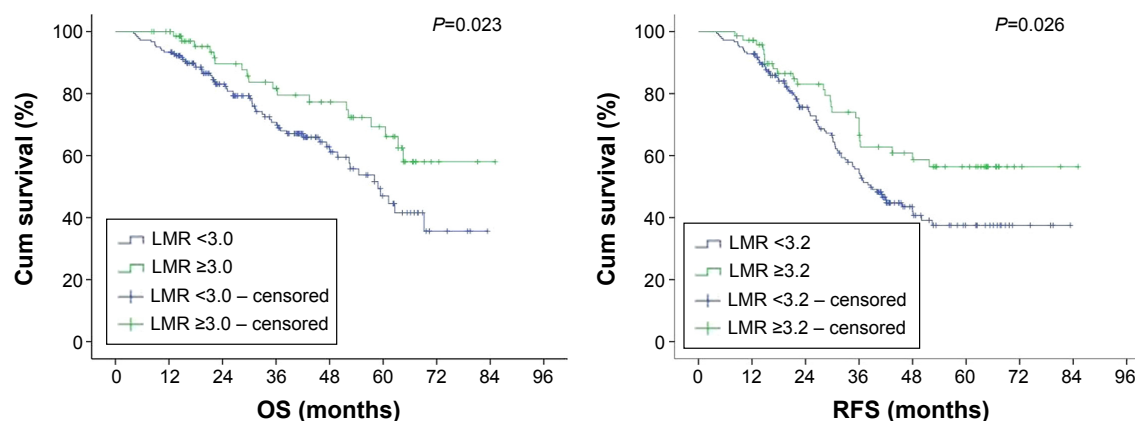 P=0.023
Cum survival (%)
100
80
60
40
20
0
LMR <3.0
LMR ≥3.0
LMR <3.0 – censored
LMR ≥3.0 – censored
0 12 24 36 48 60 72 84 96
OS (months)
P=0.026
Cum survival (%)
100
80
60
40
20
0
LMR <3.2
LMR ≥3.2
LMR <3.2 – censored
LMR ≥3.2 – censored
0 12 24 36 48 60 72 84 96
RFS (months)